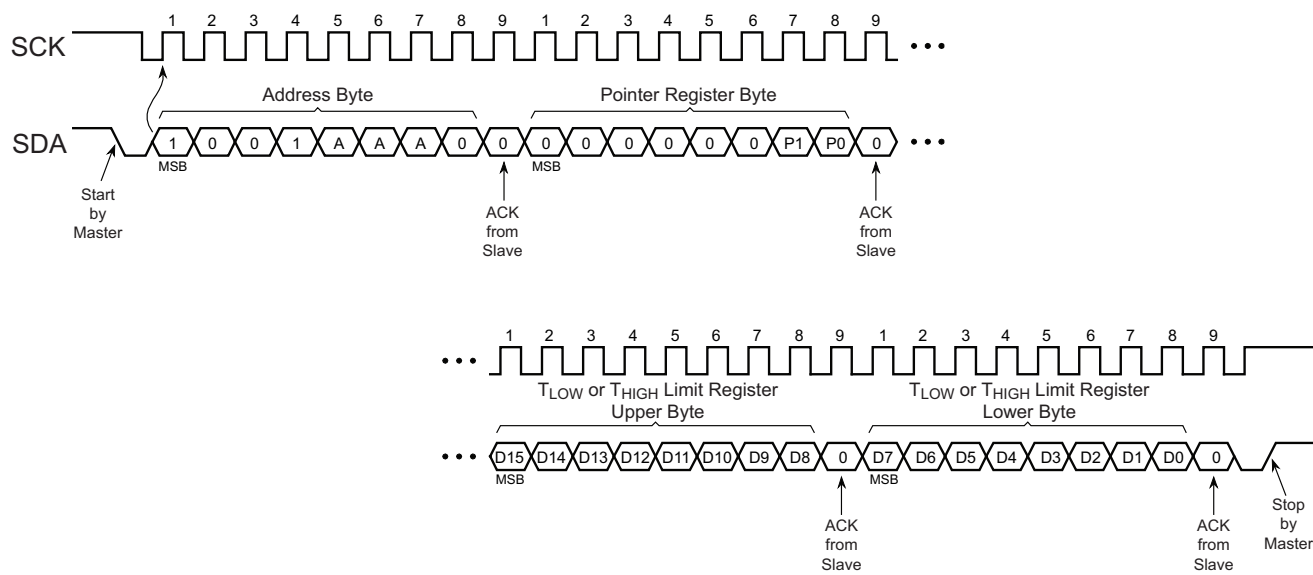 1 2 3 4 5 6 7 8 9 1 2 3 4 5 6 7 8 9
SCK
Address Byte Pointer Register Byte
SDA 1 0 0 1 A A A 0 0 0 0 0 0 0 0 P1 P0 0
MSB MSB
Start
by
Master
ACK
from
Slave
ACK
from
Slave
1 2 3 4 5 6 7 8 9 1 2 3 4 5 6 7 8 9
TLOW or THIGH Limit Register
Upper Byte
TLOW or THIGH Limit Register
Lower Byte
D15 D14 D13 D12 D11 D10 D9 D8 0 D7 D6 D5 D4 D3 D2 D1 D0 0
MSB MSB
ACK
from
Slave
ACK
from
Slave
Stop
by
Master